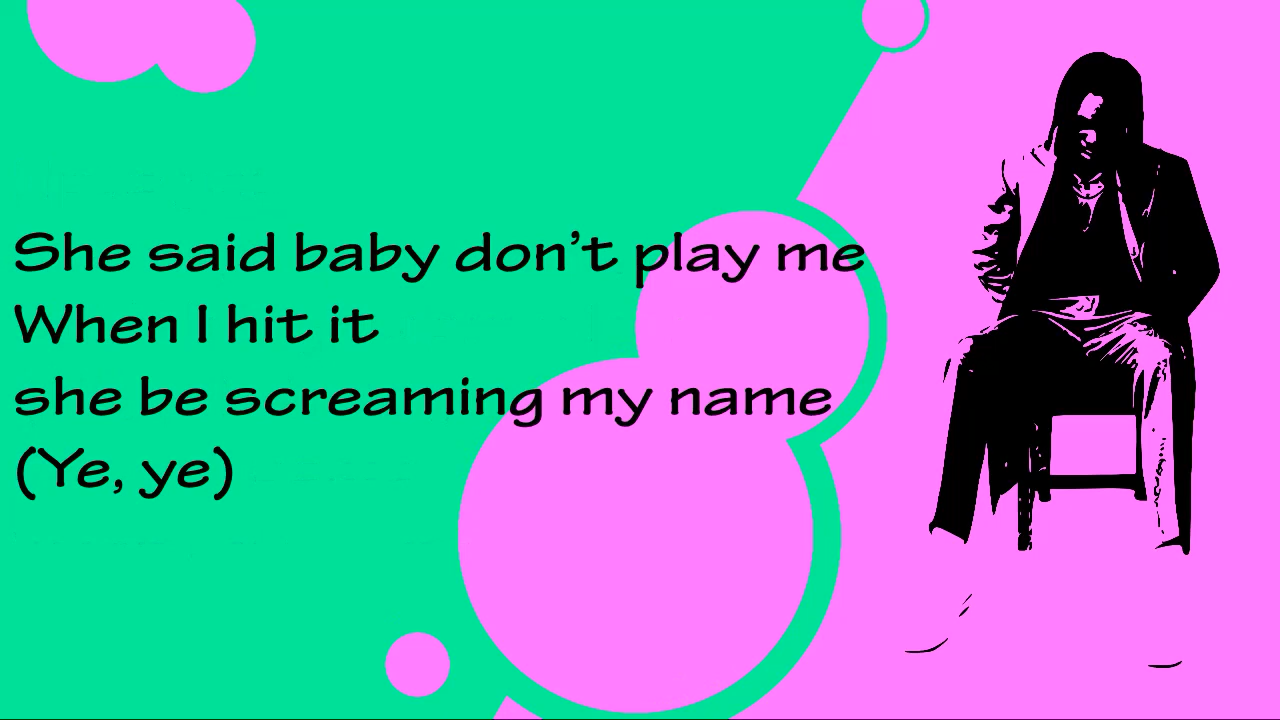 She said baby don’t play me
When I hit it
she be screaming my name
(Ye, ye)